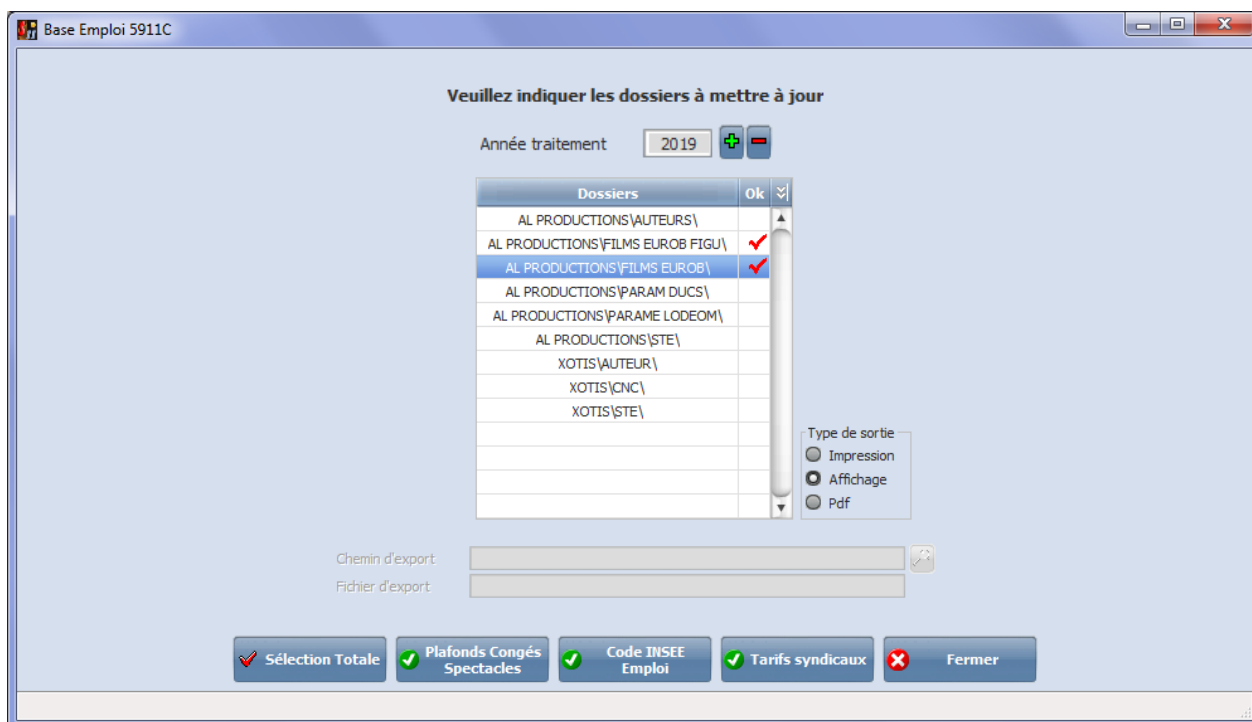 Base Emploi 5911C
Veuillez indiquer les dossiers à mettre à jour
Année traitement 2019
Dossiers Ok
AL PRODUCTIONS\AUTEURS\
AL PRODUCTIONS\FILMS EUROB FIGU\
AL PRODUCTIONS\FILMS EUROB\
AL PRODUCTIONS\PARAM DUCS\
AL PRODUCTIONS\PARAME LODEOM\
AL PRODUCTIONS\STE\
XOTIS\AUTEUR\
XOTIS\CNC\
XOTIS\STE\
Type de sortie
Impression
Affichage
Pdf
Chemin d'export
Fichier d'export
Sélection Totale
Plafonds Congés
Spectacles
Code INSEE
Emploi
Tarifs syndicaux
Fermer